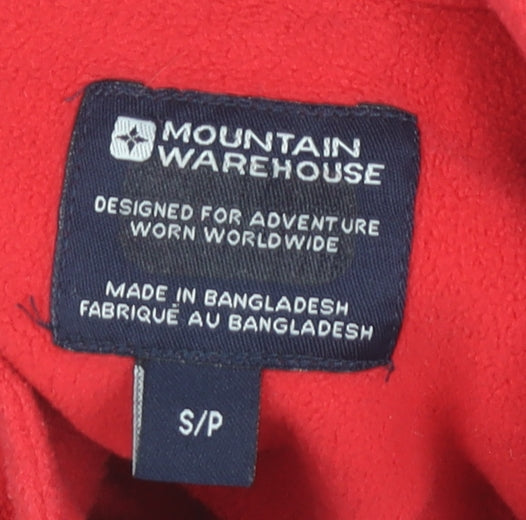 MOUNTAIN
WAREHOUSE
DESIGNED FOR ADVENTURE
WORN WORLDWIDE
MADE IN BANGLADESH
FABRIQUÉ AU BANGLADESH
S/P